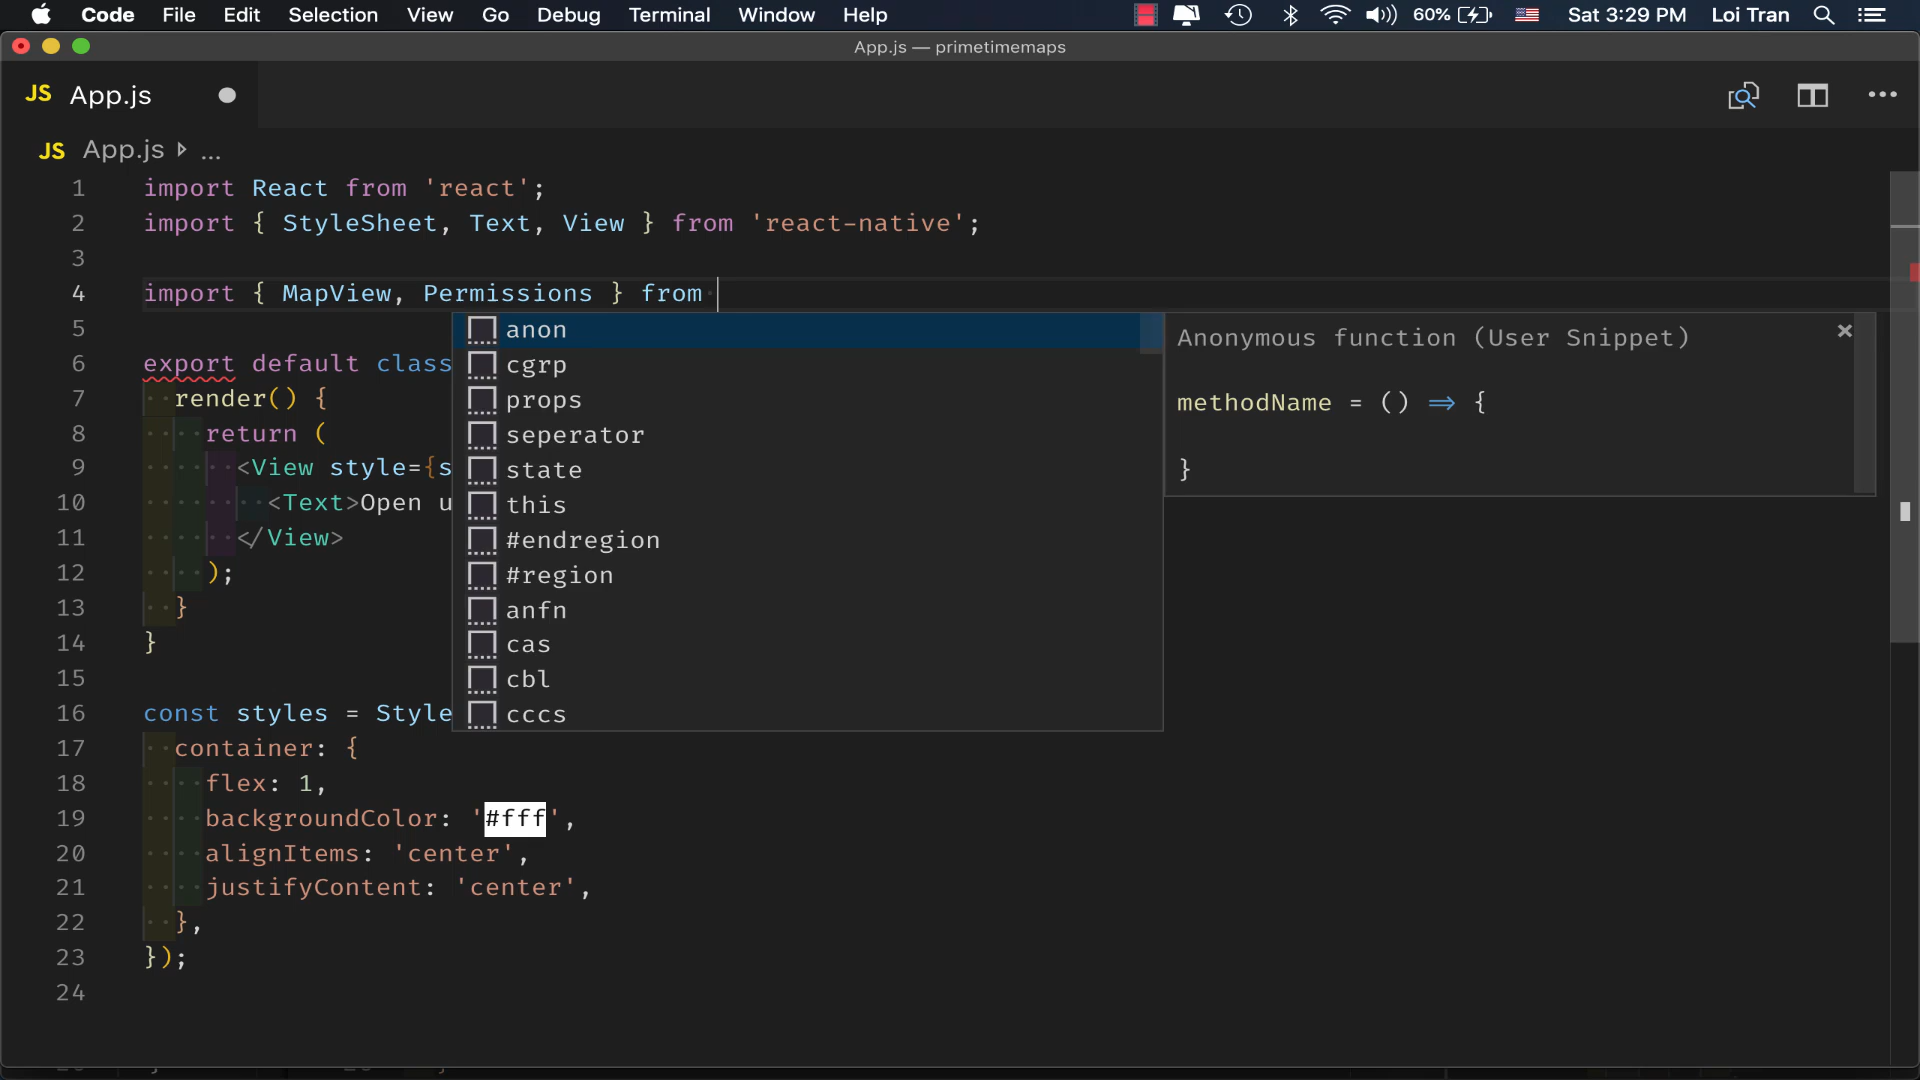 Code File Edit Selection View Go Debug Terminal Window Help 60% Sat 3:29 PM Loi Tran
App.js — primetimemaps
JS App.js
JS App.js ...
1 import React from 'react';
2 import { StyleSheet, Text, View } from 'react-native';
3
4 import { MapView, Permissions } from
5
6 export default class
7 render() {
8 return (
9 <View style={s
10 <Text>Open u
11 </View>
12 );
13 }
14 }
15
16 const styles = Style
17 container: {
18 flex: 1,
19 backgroundColor: '#fff',
20 alignItems: 'center',
21 justifyContent: 'center',
22 },
23 });
24
anon
cgrp
props
seperator
state
this
#endregion
#region
anfn
cas
cbl
cccs
Anonymous function (User Snippet)
methodName = () => {
}